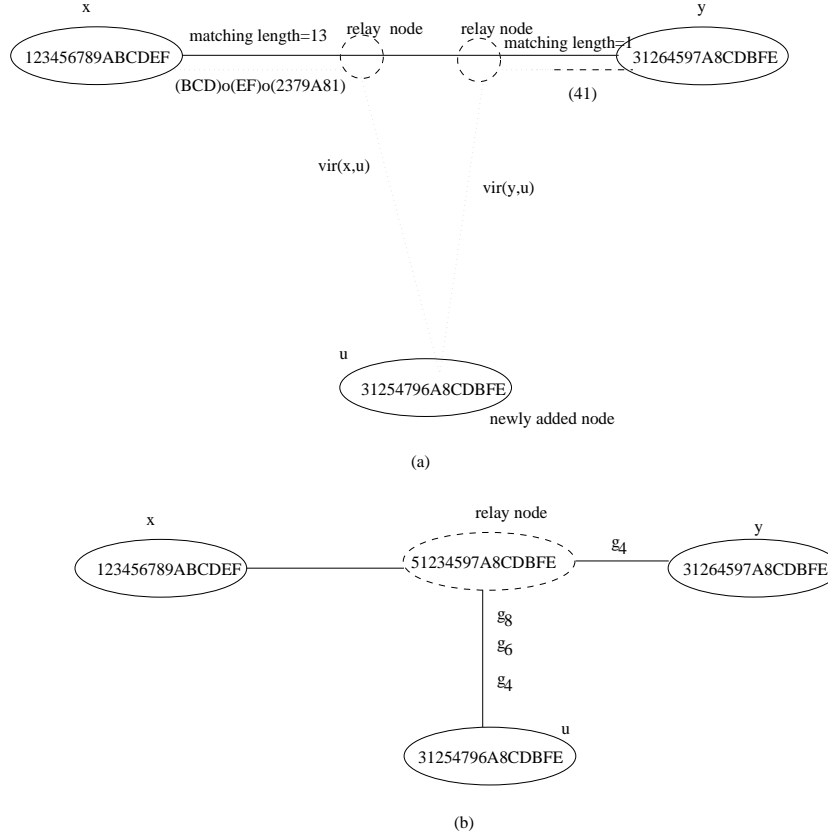 x
y
matching length=13
relay node
relay node
matching length=1
123456789ABCDEF
31264597A8CDBFE
(BCD)o(EF)o(2379A81)
(41)
vir(x,u)
vir(y,u)
u
31254796A8CDBFE
newly added node
(a)
relay node
x
y
g4
123456789ABCDEF
51234597A8CDBFE
31264597A8CDBFE
g8
g6
g4
u
31254796A8CDBFE
(b)